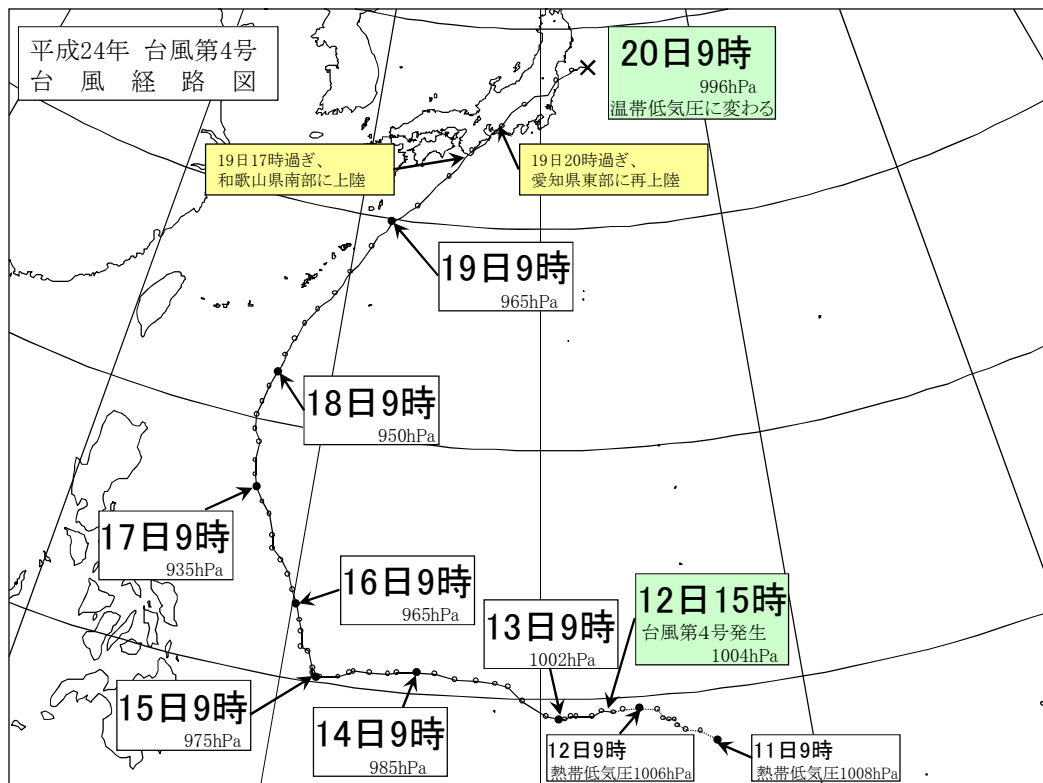 平成24年 台風第4号
台風経路図
20日9時
996hPa
温帯低気圧に変わる
19日17時過ぎ、
和歌山県南部に上陸
19日20時過ぎ、
愛知県東部に再上陸
19日9時
965hPa
18日9時
950hPa
17日9時
935hPa
16日9時
965hPa
15日9時
975hPa
14日9時
985hPa
13日9時
1002hPa
12日15時
台風第4号発生
1004hPa
12日9時
熱帯低気圧1006hPa
11日9時
熱帯低気圧1008hPa